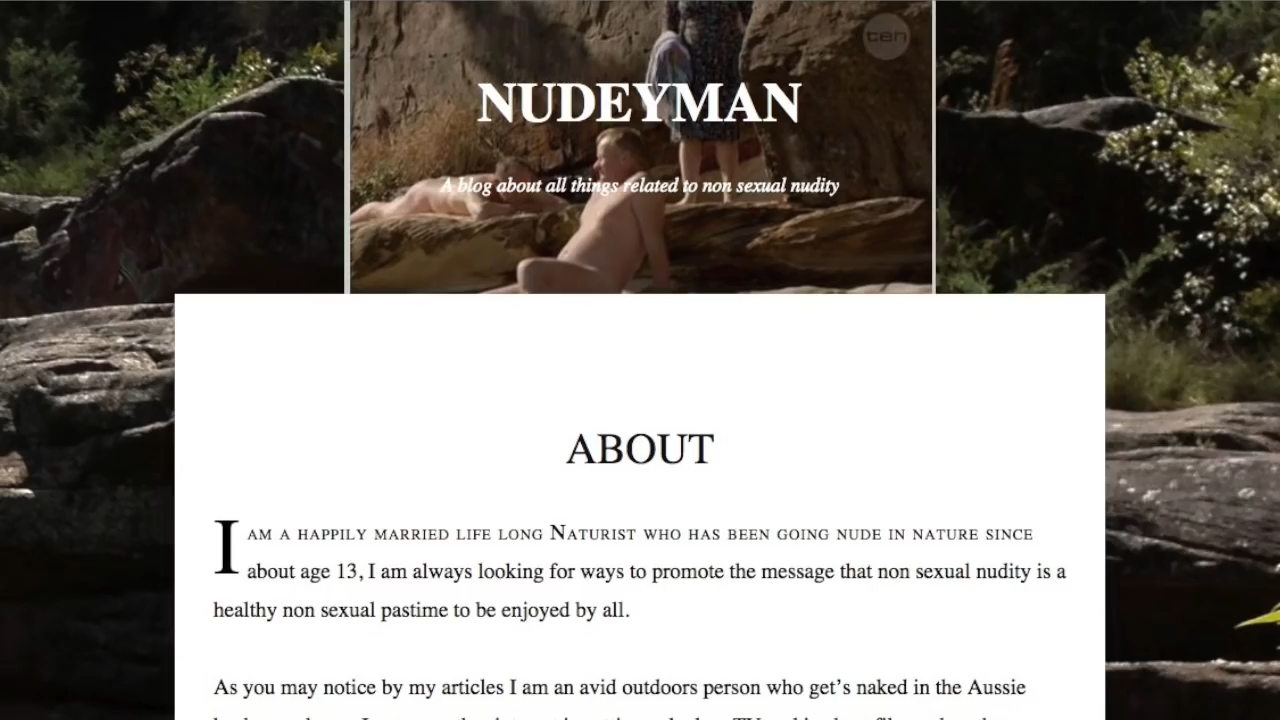 ten
NUDEYMAN
A blog about all things related to non sexual nudity
ABOUT
I AM A HAPPILY MARRIED LIFE LONG NATURIST WHO HAS BEEN GOING NUDE IN NATURE SINCE
about age 13, I am always looking for ways to promote the message that non sexual nudity is a
healthy non sexual pastime to be enjoyed by all.
As you may notice by my articles I am an avid outdoors person who get’s naked in the Aussie